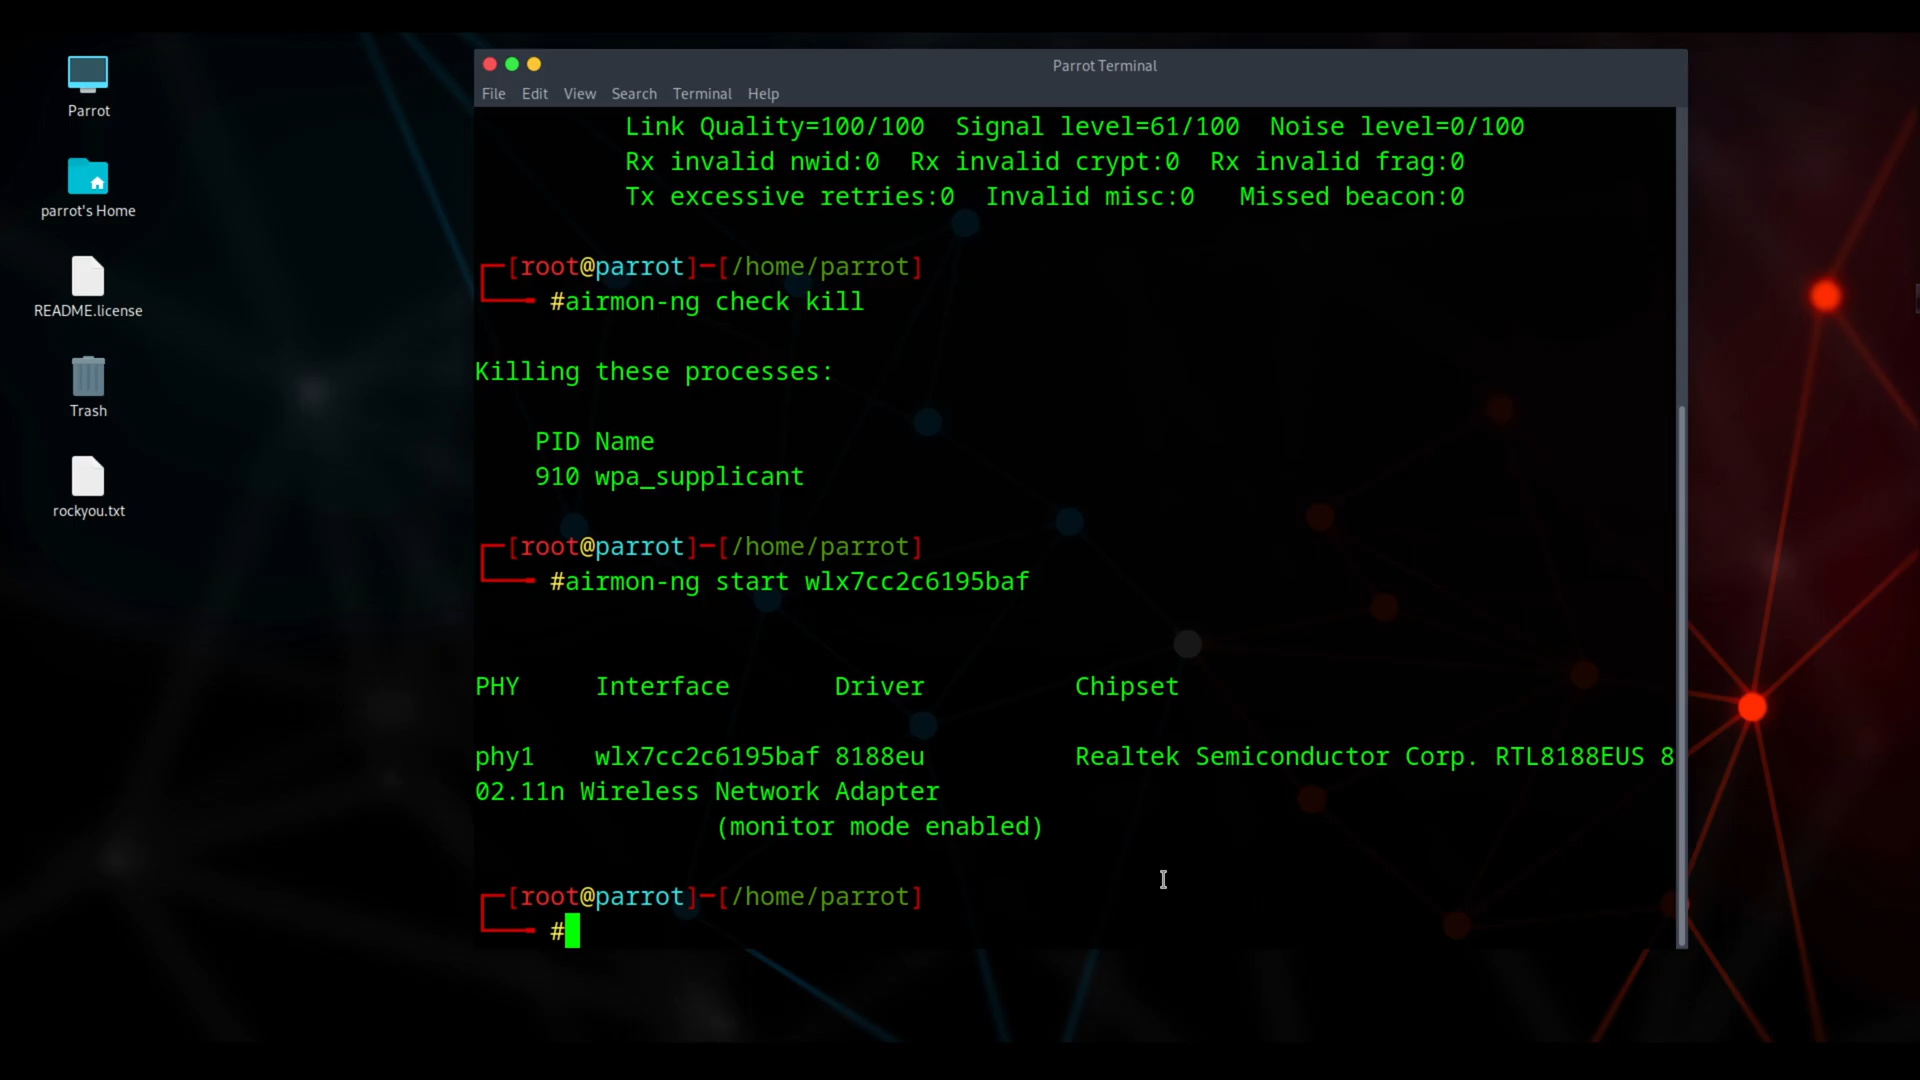 Parrot
parrot's Home
README.license
Trash
rockyou.txt
Parrot Terminal
File Edit View Search Terminal Help
Link Quality=100/100  Signal level=61/100  Noise level=0/100
Rx invalid nwid:0  Rx invalid crypt:0  Rx invalid frag:0
Tx excessive retries:0  Invalid misc:0   Missed beacon:0
┌─[root@parrot]─[/home/parrot]
└──╼ #airmon-ng check kill
Killing these processes:
PID Name
910 wpa_supplicant
┌─[root@parrot]─[/home/parrot]
└──╼ #airmon-ng start wlx7cc2c6195baf
PHY     Interface       Driver          Chipset
phy1    wlx7cc2c6195baf 8188eu          Realtek Semiconductor Corp. RTL8188EUS 8
02.11n Wireless Network Adapter
(monitor mode enabled)
┌─[root@parrot]─[/home/parrot]
└──╼ #